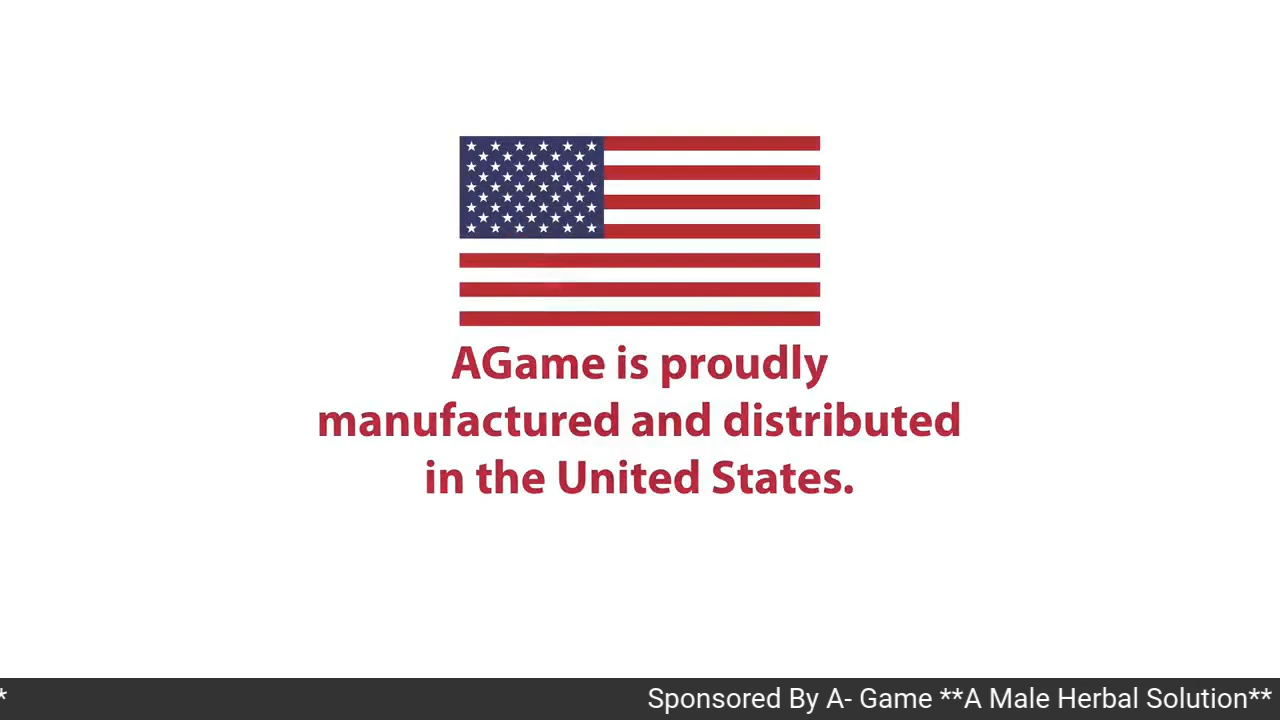 AGame is proudly
manufactured and distributed
in the United States.
* Sponsored By A- Game **A Male Herbal Solution**